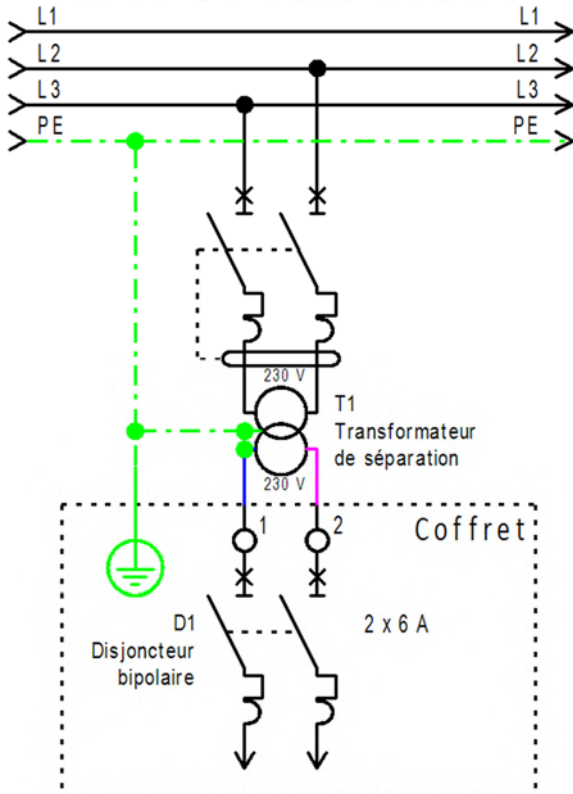 L1 L1
L2 L2
L3 L3
PE PE
230 V
T1
Transformateur
de séparation
230 V
1 2 Coffret
D1 2 x 6 A
Disjoncteur
bipolaire